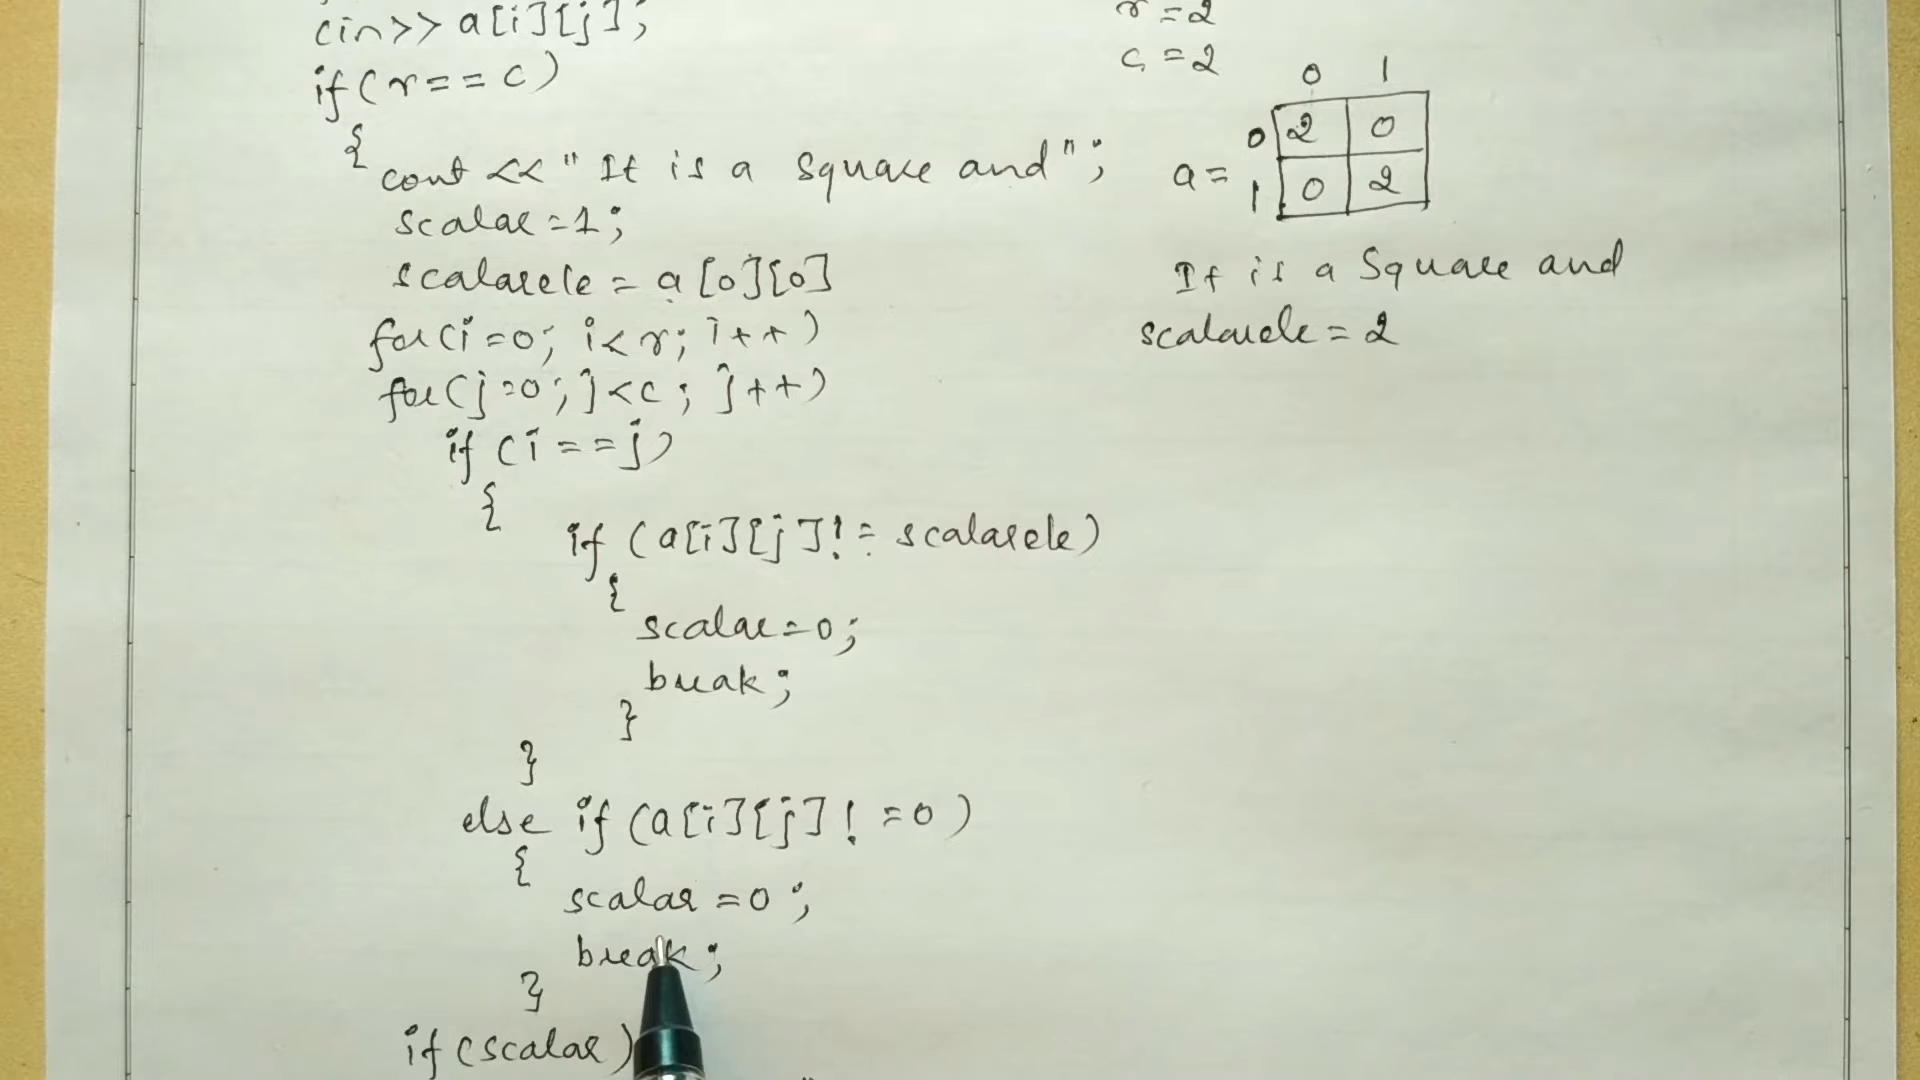 cin>> a[i][j];
if(r==c)
{
cout <<" It is a square and";
scalar=1;
scalarele = a[0][0]
for(i=0; i<r; i++)
for(j=0; j<c; j++)
if (i==j)
{
if (a[i][j]!= scalarele)
{
scalar=0;
break;
}
}
else if (a[i][j]!=0)
{
scalar=0;
break;
}
if(scalar)
r=2
c=2
0 1
0 2 0
a= 1 0 2
It is a Square and
scalarele=2